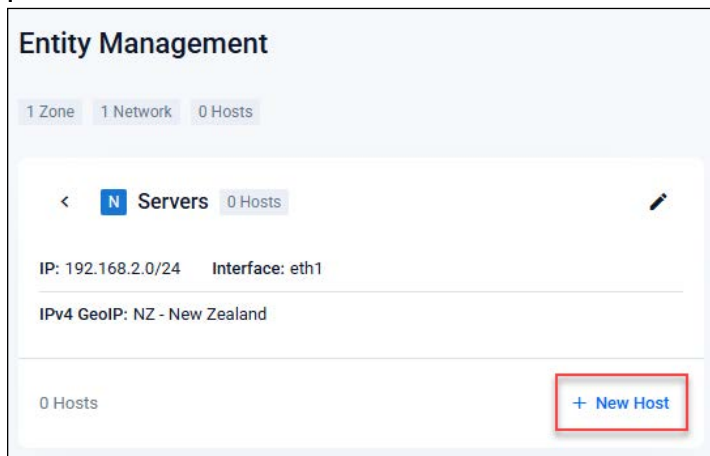 Entity Management
1 Zone 1 Network 0 Hosts
N Servers 0 Hosts
IP: 192.168.2.0/24 Interface: eth1
IPv4 GeoIP: NZ - New Zealand
0 Hosts + New Host